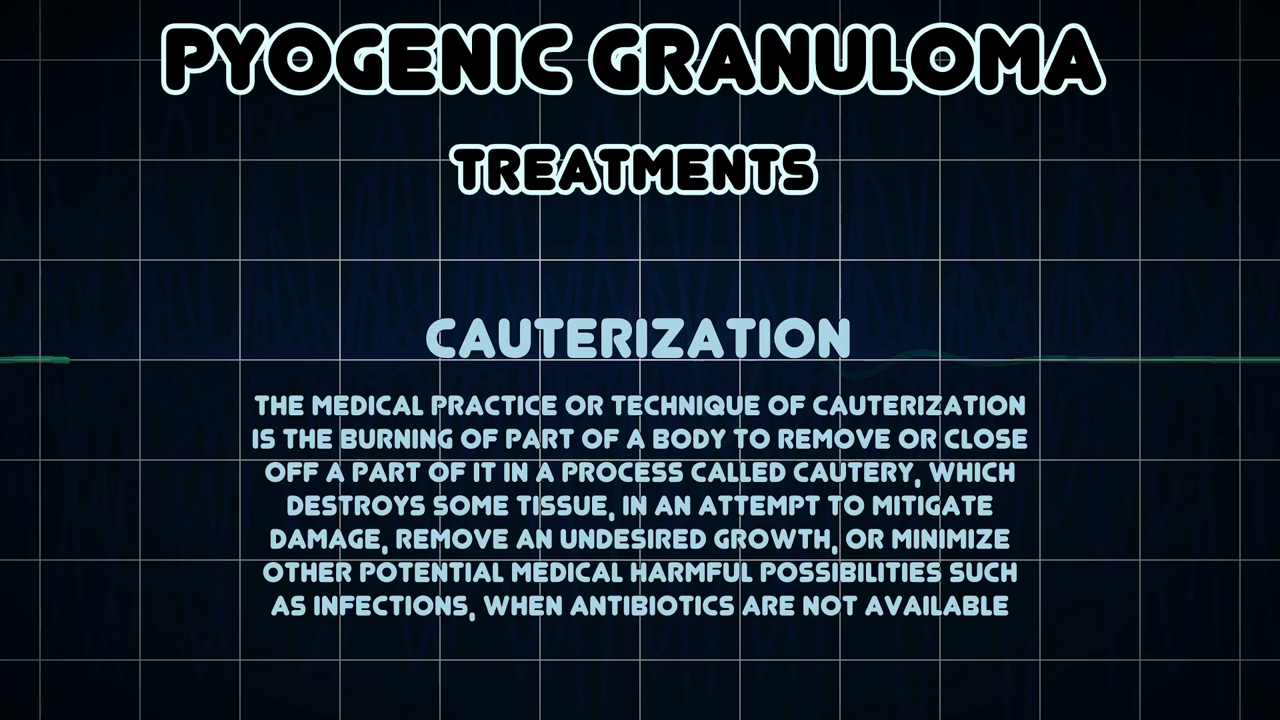 PYOGENIC GRANULOMA
TREATMENTS
CAUTERIZATION
THE MEDICAL PRACTICE OR TECHNIQUE OF CAUTERIZATION
IS THE BURNING OF PART OF A BODY TO REMOVE OR CLOSE
OFF A PART OF IT IN A PROCESS CALLED CAUTERY, WHICH
DESTROYS SOME TISSUE, IN AN ATTEMPT TO MITIGATE
DAMAGE, REMOVE AN UNDESIRED GROWTH, OR MINIMIZE
OTHER POTENTIAL MEDICAL HARMFUL POSSIBILITIES SUCH
AS INFECTIONS, WHEN ANTIBIOTICS ARE NOT AVAILABLE